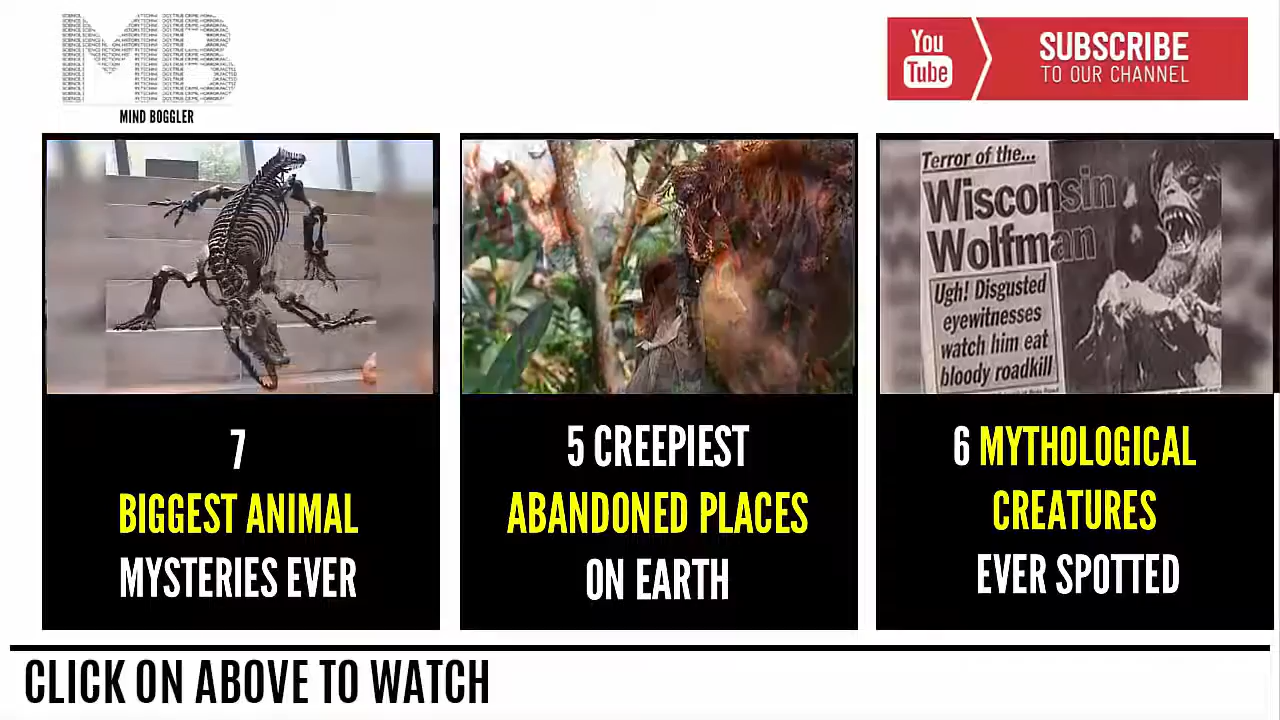 MB
MIND BOGGLER
You
Tube
SUBSCRIBE
TO OUR CHANNEL
Terror of the...
Wisconsin
Wolfman
Ugh! Disgusted
eyewitnesses
watch him eat
bloody roadkill
7
BIGGEST ANIMAL
MYSTERIES EVER
5 CREEPIEST
ABANDONED PLACES
ON EARTH
6 MYTHOLOGICAL
CREATURES
EVER SPOTTED
CLICK ON ABOVE TO WATCH